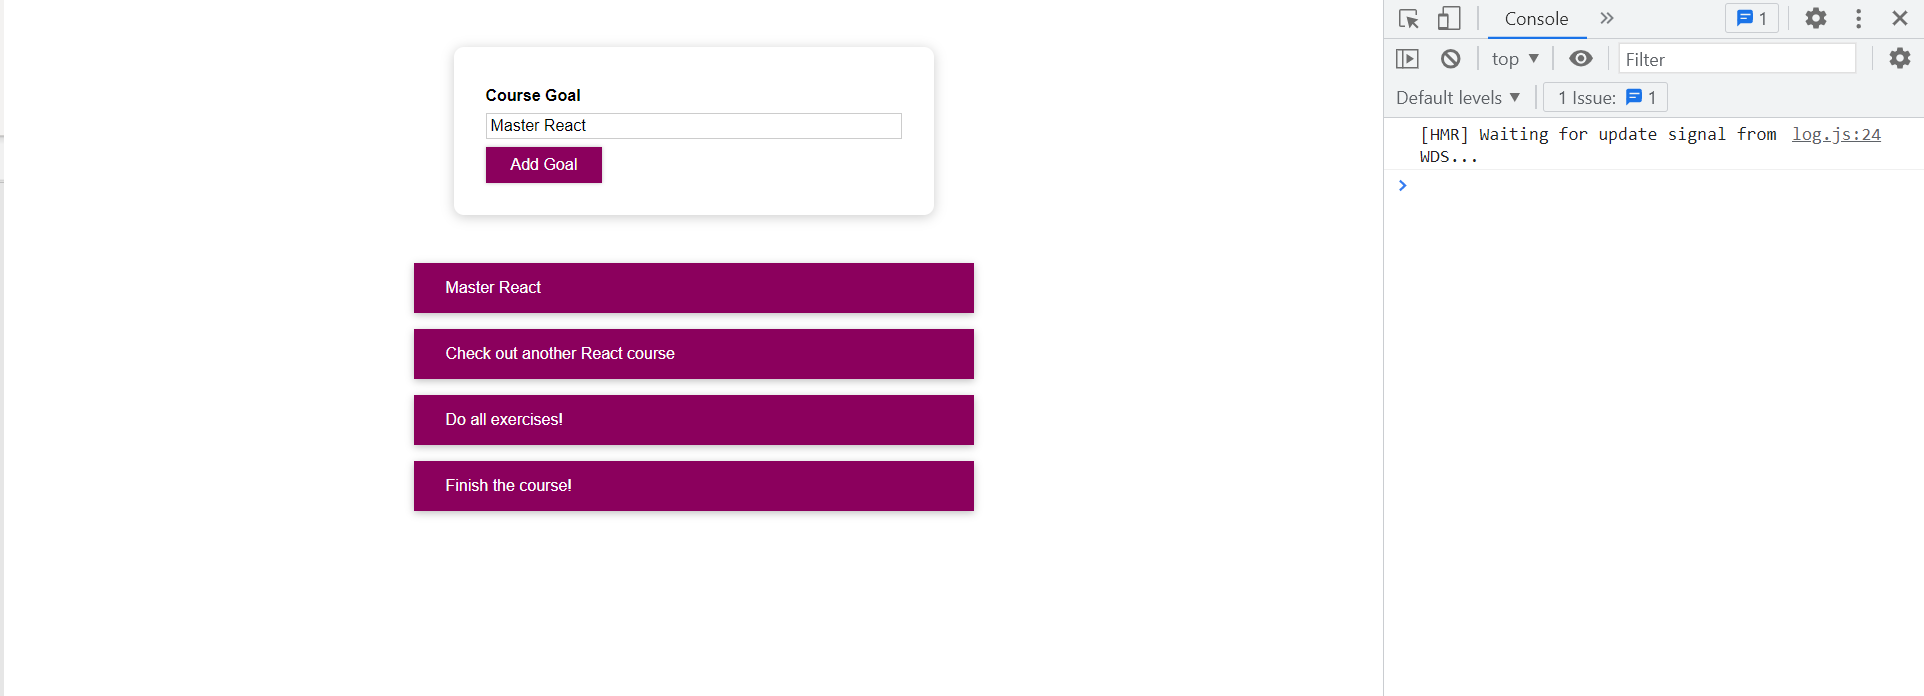 Course Goal
Master React
Add Goal
Master React
Check out another React course
Do all exercises!
Finish the course!
Console
1
top
Filter
Default levels
1 Issue: 1
[HMR] Waiting for update signal from log.js:24
WDS...